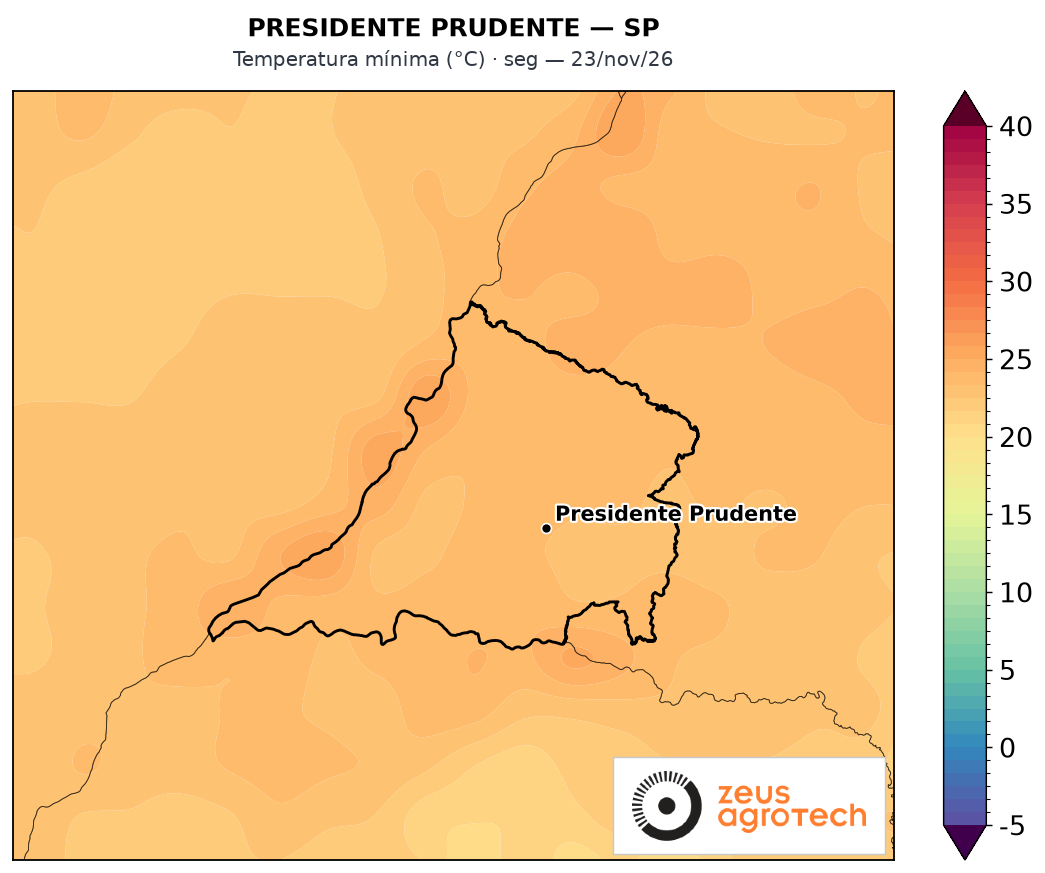 PRESIDENTE PRUDENTE — SP
Temperatura mínima (°C) · seg — 23/nov/26
40
35
30
25
20
15
10
5
0
-5
Presidente Prudente
zeus
agrotech